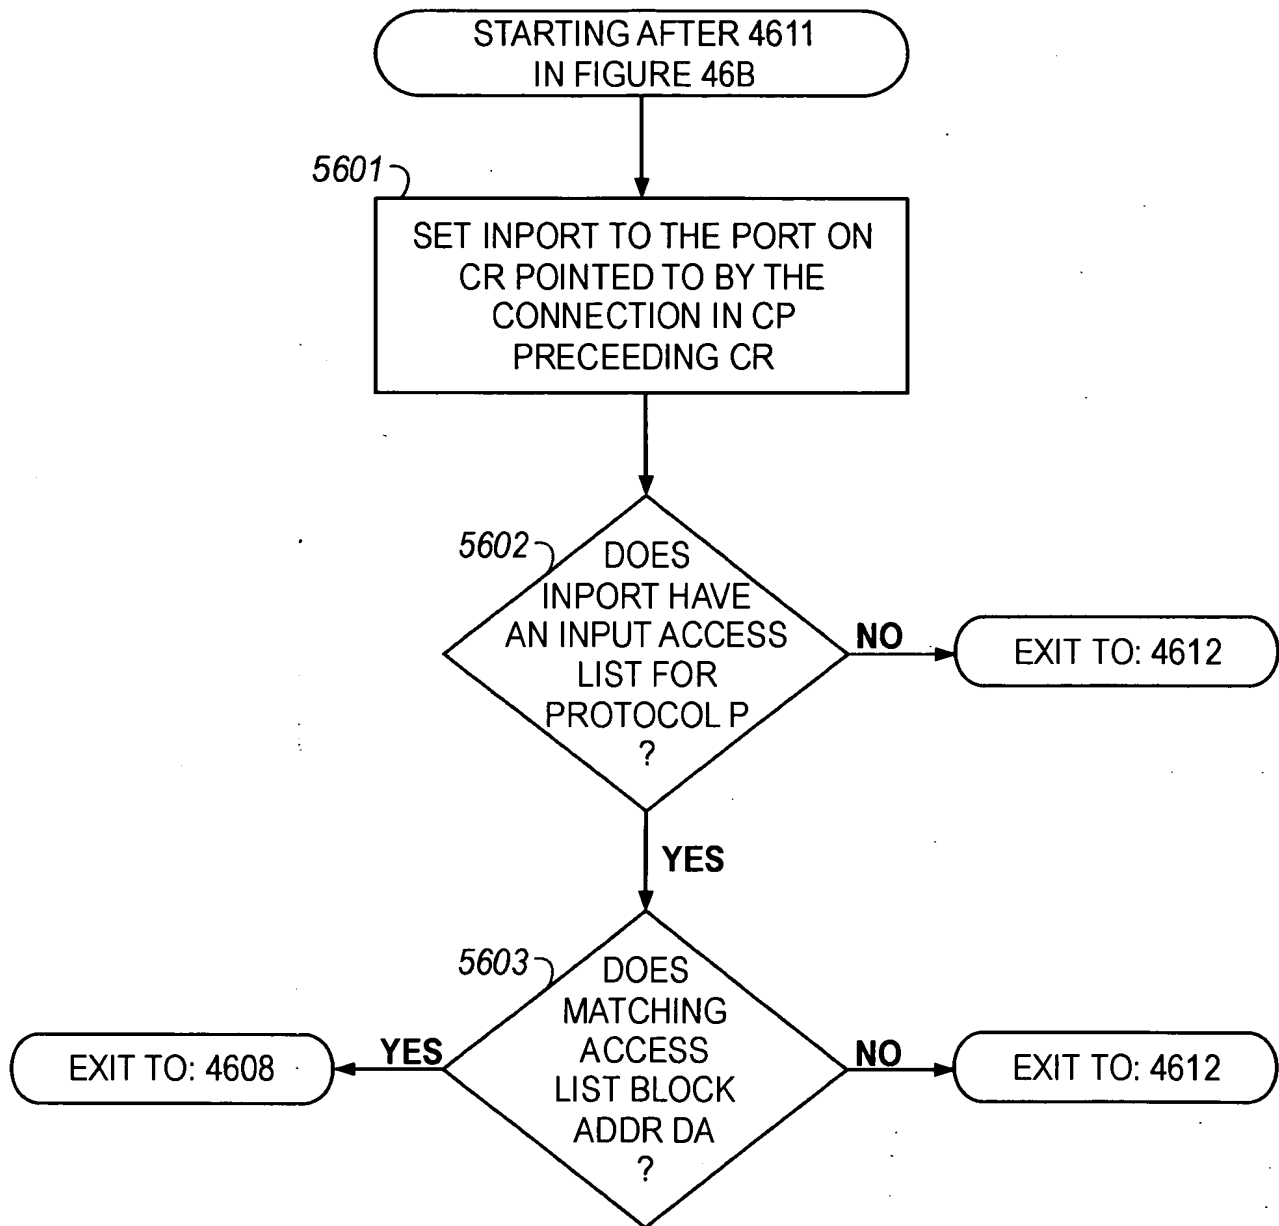 STARTING AFTER 4611
IN FIGURE 46B
5601
SET INPORT TO THE PORT ON
CR POINTED TO BY THE
CONNECTION IN CP
PRECEEDING CR
5602
DOES
INPORT HAVE
AN INPUT ACCESS
LIST FOR
PROTOCOL P
?
NO
EXIT TO: 4612
YES
5603
DOES
MATCHING
ACCESS
LIST BLOCK
ADDR DA
?
YES
EXIT TO: 4608
NO
EXIT TO: 4612